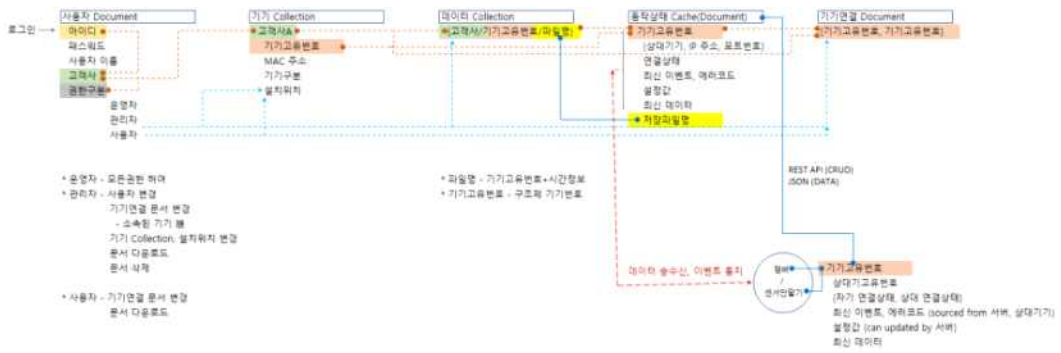 사용자 Document
로그인
아이디
패스워드
사용자 이름
고객사
권한구분
운영자
관리자
사용자
기기 Collection
고객사A
기기고유번호
MAC 주소
기기구분
설치위치
데이터 Collection
(고객사/기기고유번호/파일명)
동작상태 Cache(Document)
기기고유번호
(상대기기, IP 주소, 포트번호)
연결상태
최신 이벤트, 에러코드
설정값
최신 데이터
저장파일명
기기연결 Document
(기기고유번호, 기기고유번호)
* 운영자 - 모든권한 허여
* 관리자 - 사용자 변경
기기연결 문서 변경
- 소속된 기기 뿐
기기 Collection, 설치위치 변경
문서 다운로드
문서 삭제
* 사용자 - 기기연결 문서 변경
문서 다운로드
* 파일명 - 기기고유번호+시간정보
* 기기고유번호 - 구조체 기기번호
REST API (CRUD)
JSON (DATA)
데이터 송수신, 이벤트 통지
/
센서단말기
기기고유번호
상대기고유번호
(자기 연결상태, 상대 연결상태)
최신 이벤트, 에러코드 (sourced from 서버, 상대기기)
설정값 (can updated by 서버)
최신 데이터